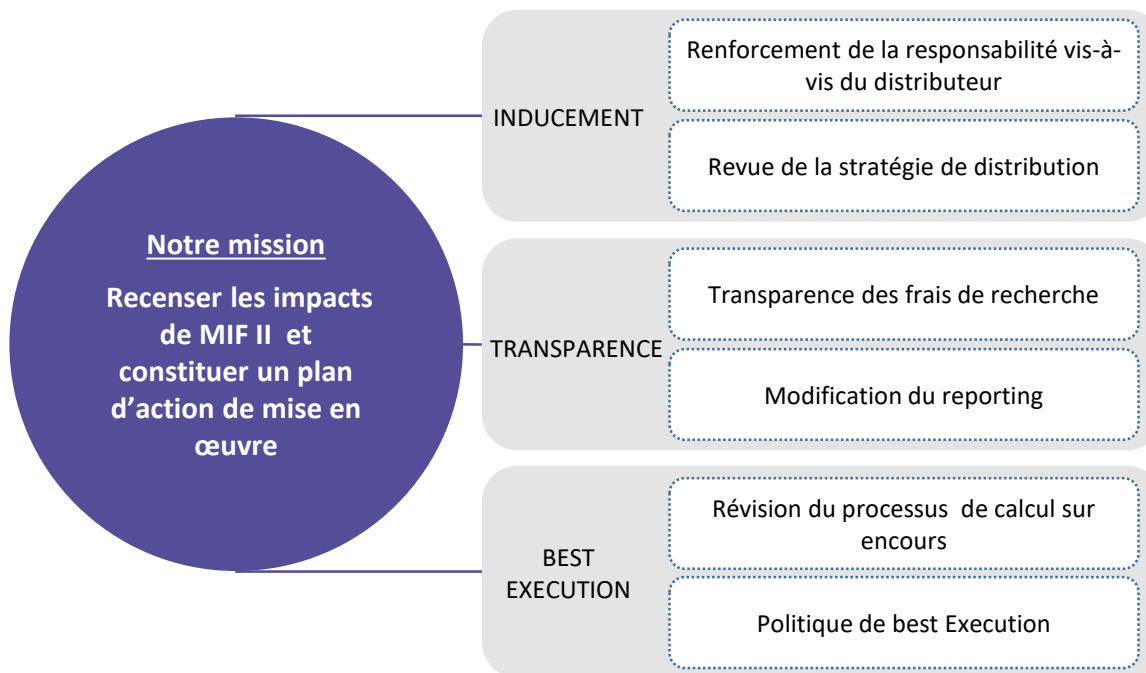 Notre mission
Recenser les impacts
de MIF II et
constituer un plan
d’action de mise en
œuvre
INDUCEMENT
Renforcement de la responsabilité vis-à-
vis du distributeur
Revue de la stratégie de distribution
TRANSPARENCE
Transparence des frais de recherche
Modification du reporting
BEST
EXECUTION
Révision du processus de calcul sur
encours
Politique de best Execution